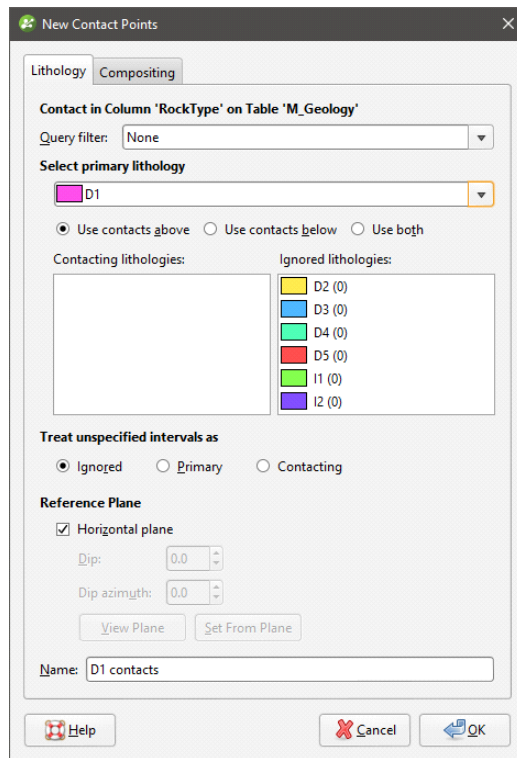 New Contact Points
Lithology Compositing
Contact in Column 'RockType' on Table 'M_Geology'
Query filter: None
Select primary lithology
D1
Use contacts above Use contacts below Use both
Contacting lithologies: Ignored lithologies:
D2 (0)
D3 (0)
D4 (0)
D5 (0)
I1 (0)
I2 (0)
Treat unspecified intervals as
Ignored Primary Contacting
Reference Plane
Horizontal plane
Dip: 0.0
Dip azimuth: 0.0
View Plane Set From Plane
Name: D1 contacts
Help Cancel OK